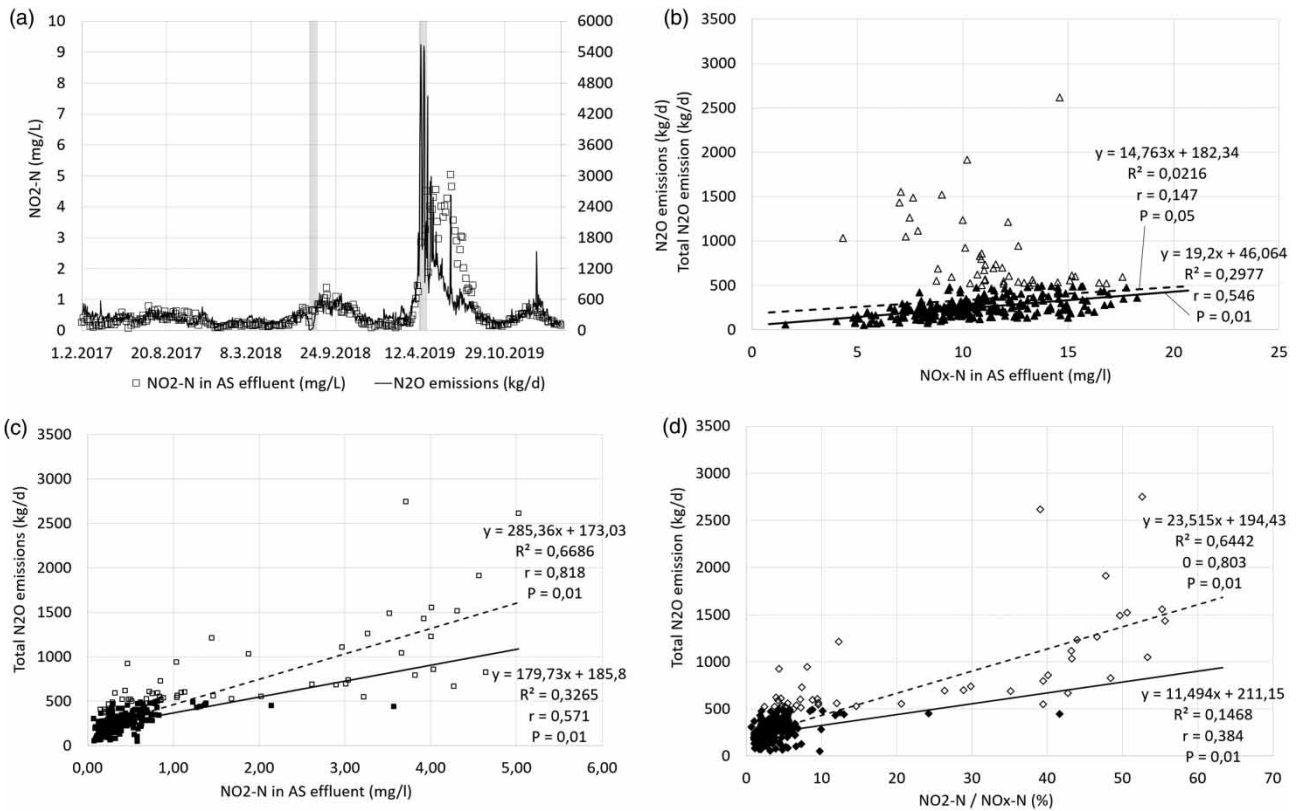 (a)
10
9
8
7
6
5
4
3
2
1
0
NO2-N (mg/L)
6000
5400
4800
4200
3600
3000
2400
1800
1200
600
0
N2O emissions (kg/d)
1.2.2017 20.8.2017 8.3.2018 24.9.2018 12.4.2019 29.10.2019
NO2-N in AS effluent (mg/L) N2O emissions (kg/d)
(b)
3500
3000
2500
2000
1500
1000
500
0
Total N2O emission (kg/d)
y = 14,763x + 182,34
R² = 0,0216
r = 0,147
P = 0,05
y = 19,2x + 46,064
R² = 0,2977
r = 0,546
P = 0,01
0 5 10 15 20 25
NOx-N in AS effluent (mg/l)
(c)
3500
3000
2500
2000
1500
1000
500
0
Total N2O emissions (kg/d)
y = 285,36x + 173,03
R² = 0,6686
r = 0,818
P = 0,01
y = 179,73x + 185,8
R² = 0,3265
r = 0,571
P = 0,01
0,00 1,00 2,00 3,00 4,00 5,00 6,00
NO2-N in AS effluent (mg/l)
(d)
3500
3000
2500
2000
1500
1000
500
0
Total N2O emission (kg/d)
y = 23,515x + 194,43
R² = 0,6442
0 = 0,803
P = 0,01
y = 11,494x + 211,15
R² = 0,1468
r = 0,384
P = 0,01
0 10 20 30 40 50 60 70
NO2-N / NOx-N (%)